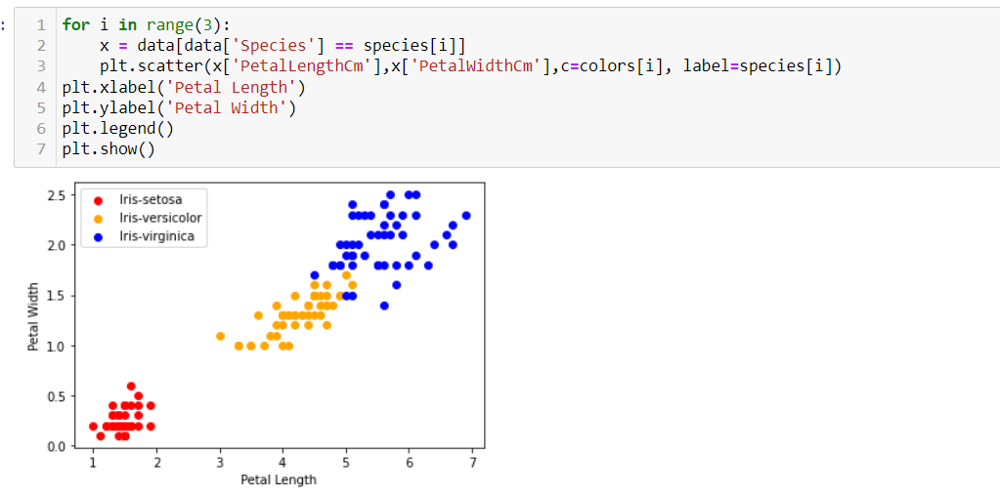 :
1 for i in range(3):
2 x = data[data['Species'] == species[i]]
3 plt.scatter(x['PetalLengthCm'],x['PetalWidthCm'],c=colors[i], label=species[i])
4 plt.xlabel('Petal Length')
5 plt.ylabel('Petal Width')
6 plt.legend()
7 plt.show()
Iris-setosa
Iris-versicolor
Iris-virginica
2.5
2.0
1.5
1.0
0.5
0.0
Petal Width
1 2 3 4 5 6 7
Petal Length